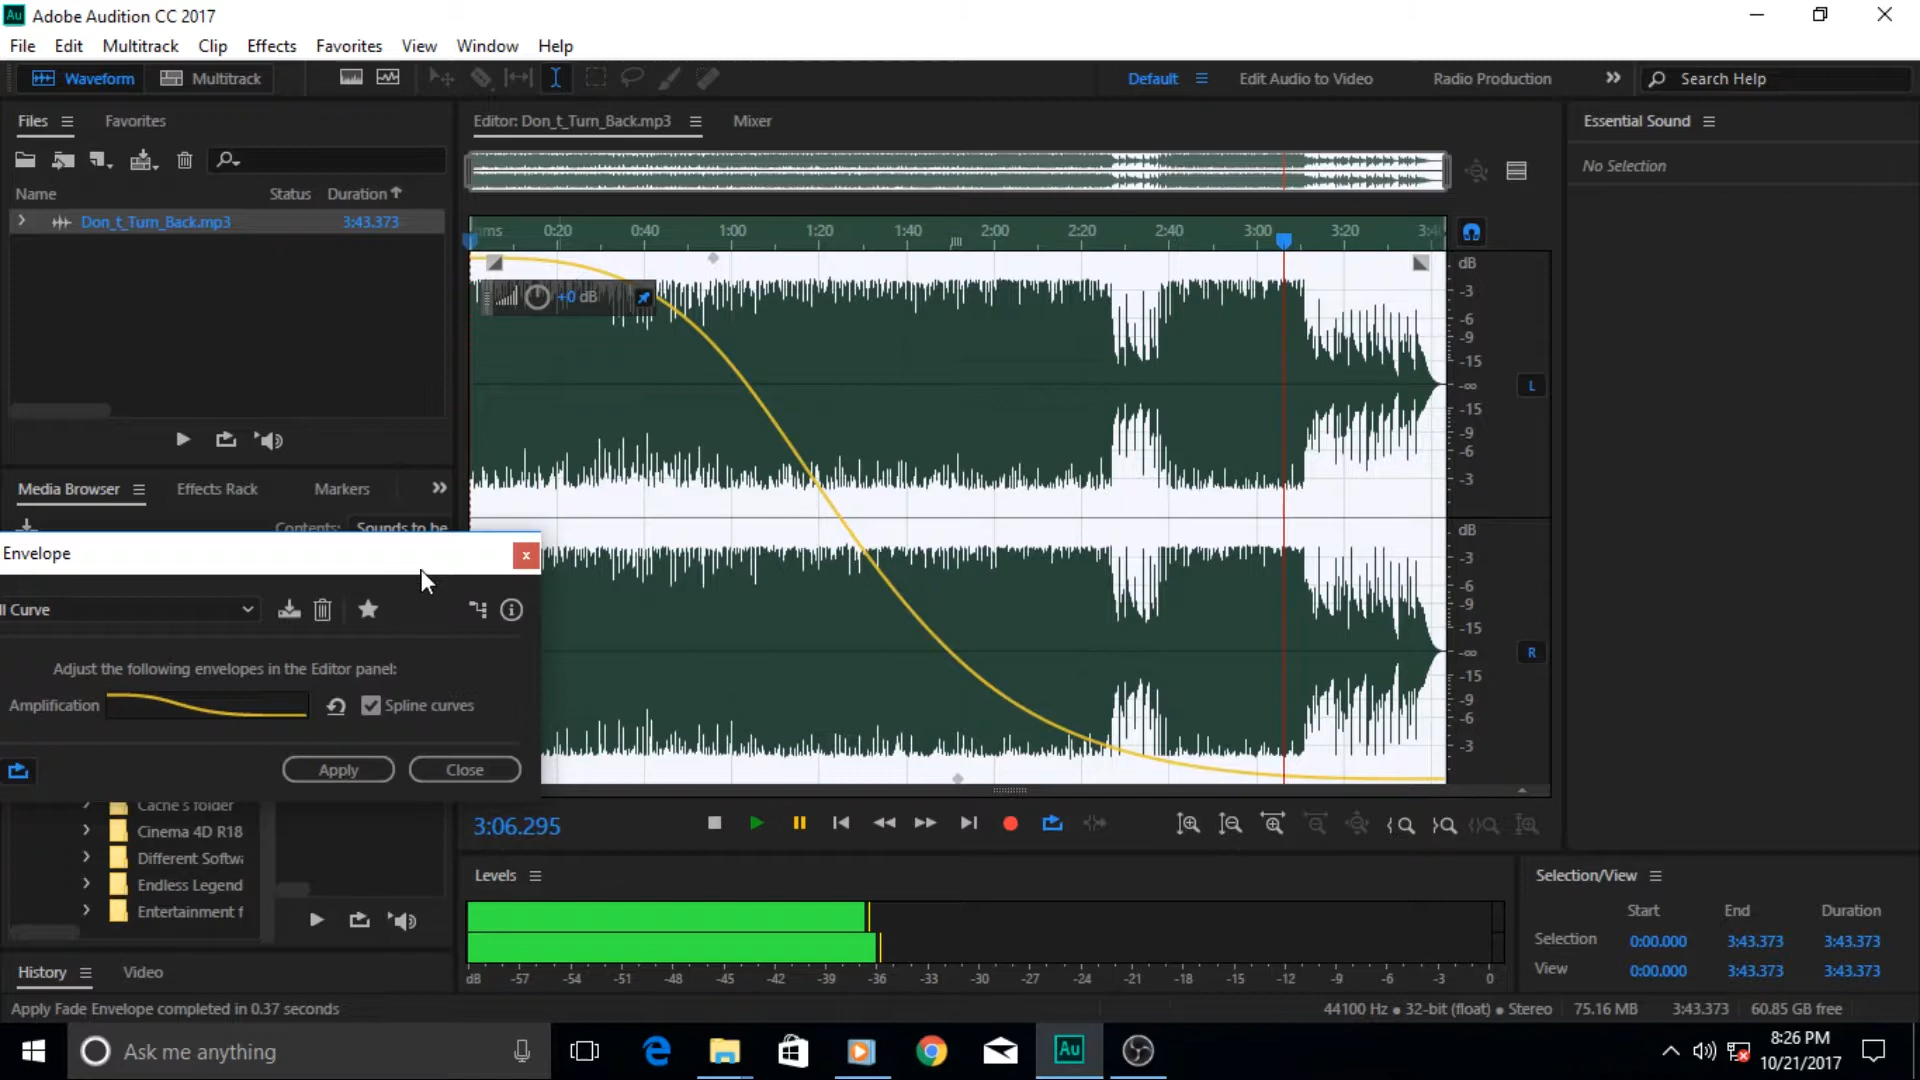 Au Adobe Audition CC 2017
File Edit Multitrack Clip Effects Favorites View Window Help
Waveform Multitrack Default Edit Audio to Video Radio Production Search Help
Files Favorites
Name Status Duration
Don_t_Turn_Back.mp3 3:43.373
Editor: Don_t_Turn_Back.mp3 Mixer
hms 0:20 0:40 1:00 1:20 1:40 2:00 2:20 2:40 3:00 3:20 3:4
+0 dB
dB
-3
-6
-9
-15
-∞
-15
-9
-6
-3
L
dB
-3
-6
-9
-15
-∞
-15
-9
-6
-3
R
Essential Sound
No Selection
Media Browser Effects Rack Markers
Contents: Sounds to be
Envelope x
ll Curve
Adjust the following envelopes in the Editor panel:
Amplification Spline curves
Apply Close
Cache's folder
Cinema 4D R18
Different Softwa
Endless Legend
Entertainment f
3:06.295
Levels
dB -57 -54 -51 -48 -45 -42 -39 -36 -33 -30 -27 -24 -21 -18 -15 -12 -9 -6 -3 0
Selection/View
Start End Duration
Selection 0:00.000 3:43.373 3:43.373
View 0:00.000 3:43.373 3:43.373
History Video
Apply Fade Envelope completed in 0.37 seconds
44100 Hz ● 32-bit (float) ● Stereo 75.16 MB 3:43.373 60.85 GB free
Ask me anything
Au
8:26 PM
10/21/2017